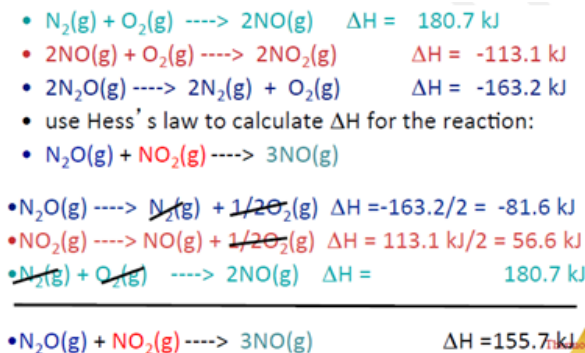 • N₂(g) + O₂(g) ----> 2NO(g) ΔH = 180.7 kJ
• 2NO(g) + O₂(g) ----> 2NO₂(g) ΔH = -113.1 kJ
• 2N₂O(g) ----> 2N₂(g) + O₂(g) ΔH = -163.2 kJ
• use Hess's law to calculate ΔH for the reaction:
• N₂O(g) + NO₂(g) ----> 3NO(g)
•N₂O(g) ----> N₂(g) + 1/2O₂(g) ΔH =-163.2/2 = -81.6 kJ
•NO₂(g) ----> NO(g) + 1/2O₂(g) ΔH = 113.1 kJ/2 = 56.6 kJ
•N₂(g) + O₂(g) ----> 2NO(g) ΔH = 180.7 kJ
•N₂O(g) + NO₂(g) ----> 3NO(g) ΔH =155.7 kJ